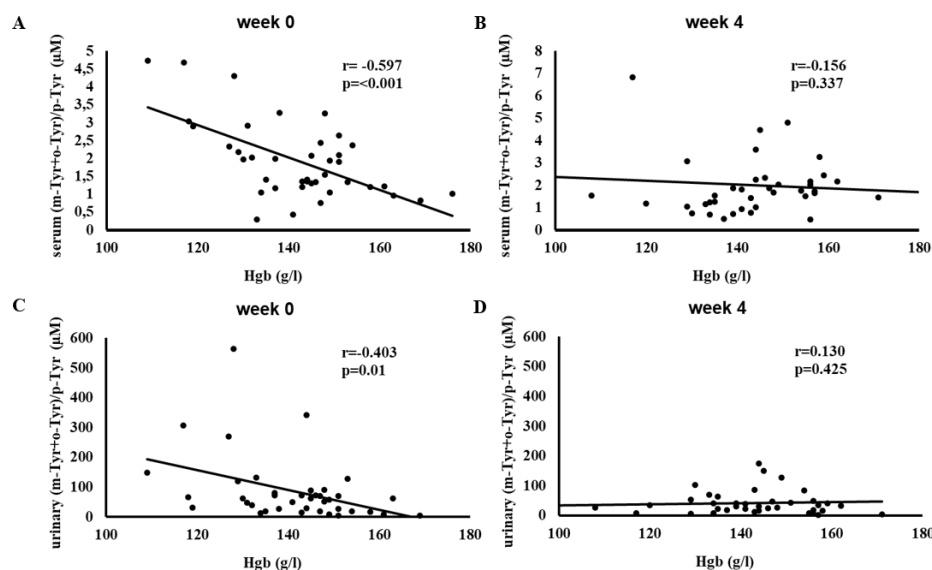 A
week 0
serum (m-Tyr+o-Tyr)/p-Tyr (µM)
5
4,5
4
3,5
3
2,5
2
1,5
1
0,5
0
r= -0.597
p=<0.001
100
120
140
160
180
Hgb (g/l)
B
week 4
serum (m-Tyr+o-Tyr)/p-Tyr (µM)
8
7
6
5
4
3
2
1
0
r=-0.156
p=0.337
100
120
140
160
180
Hgb (g/l)
C
week 0
urinary (m-Tyr+o-Tyr)/p-Tyr (µM)
600
500
400
300
200
100
0
r=-0.403
p=0.01
100
120
140
160
180
Hgb (g/l)
D
week 4
urinary (m-Tyr+o-Tyr)/p-Tyr (µM)
600
500
400
300
200
100
0
r=0.130
p=0.425
100
120
140
160
180
Hgb (g/l)